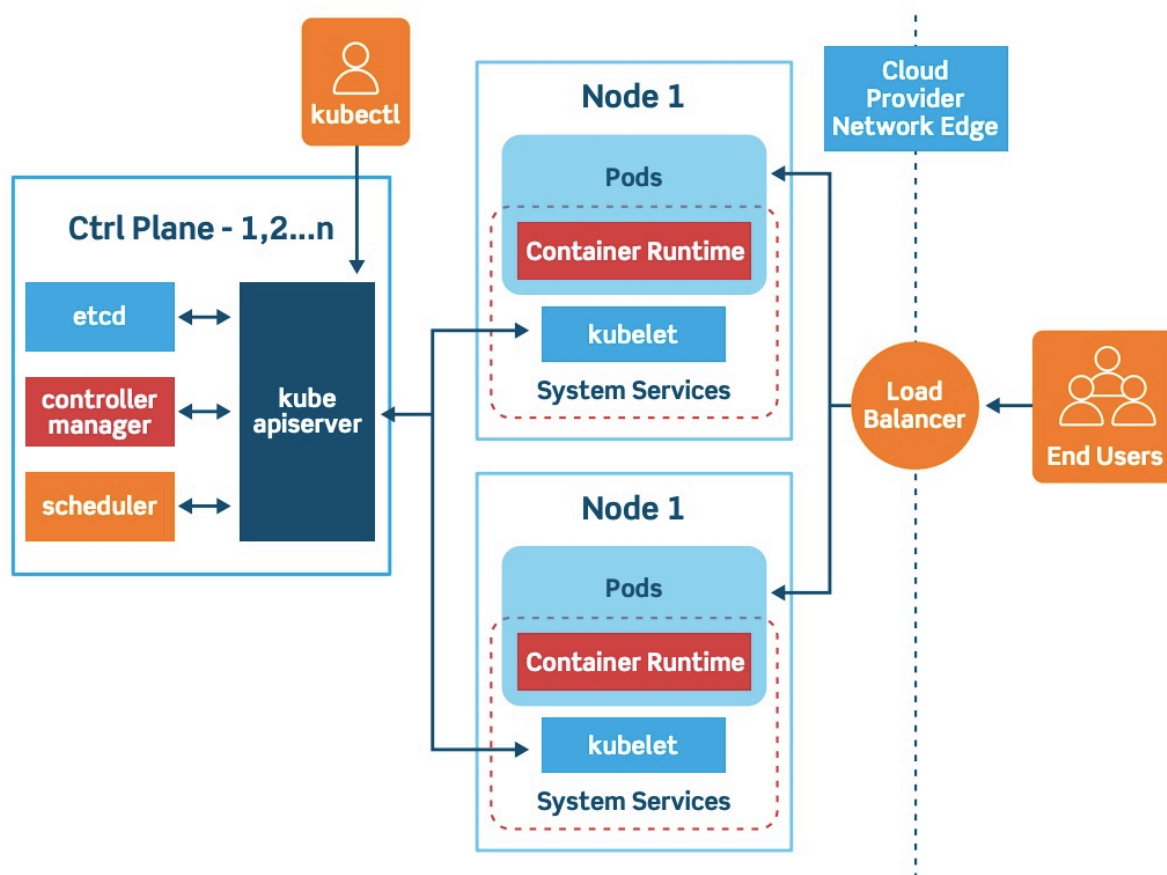 kubectl
Ctrl Plane - 1,2...n
etcd
controller
manager
scheduler
kube
apiserver
Node 1
Pods
Container Runtime
kubelet
System Services
Node 1
Pods
Container Runtime
kubelet
System Services
Cloud
Provider
Network Edge
Load
Balancer
End Users